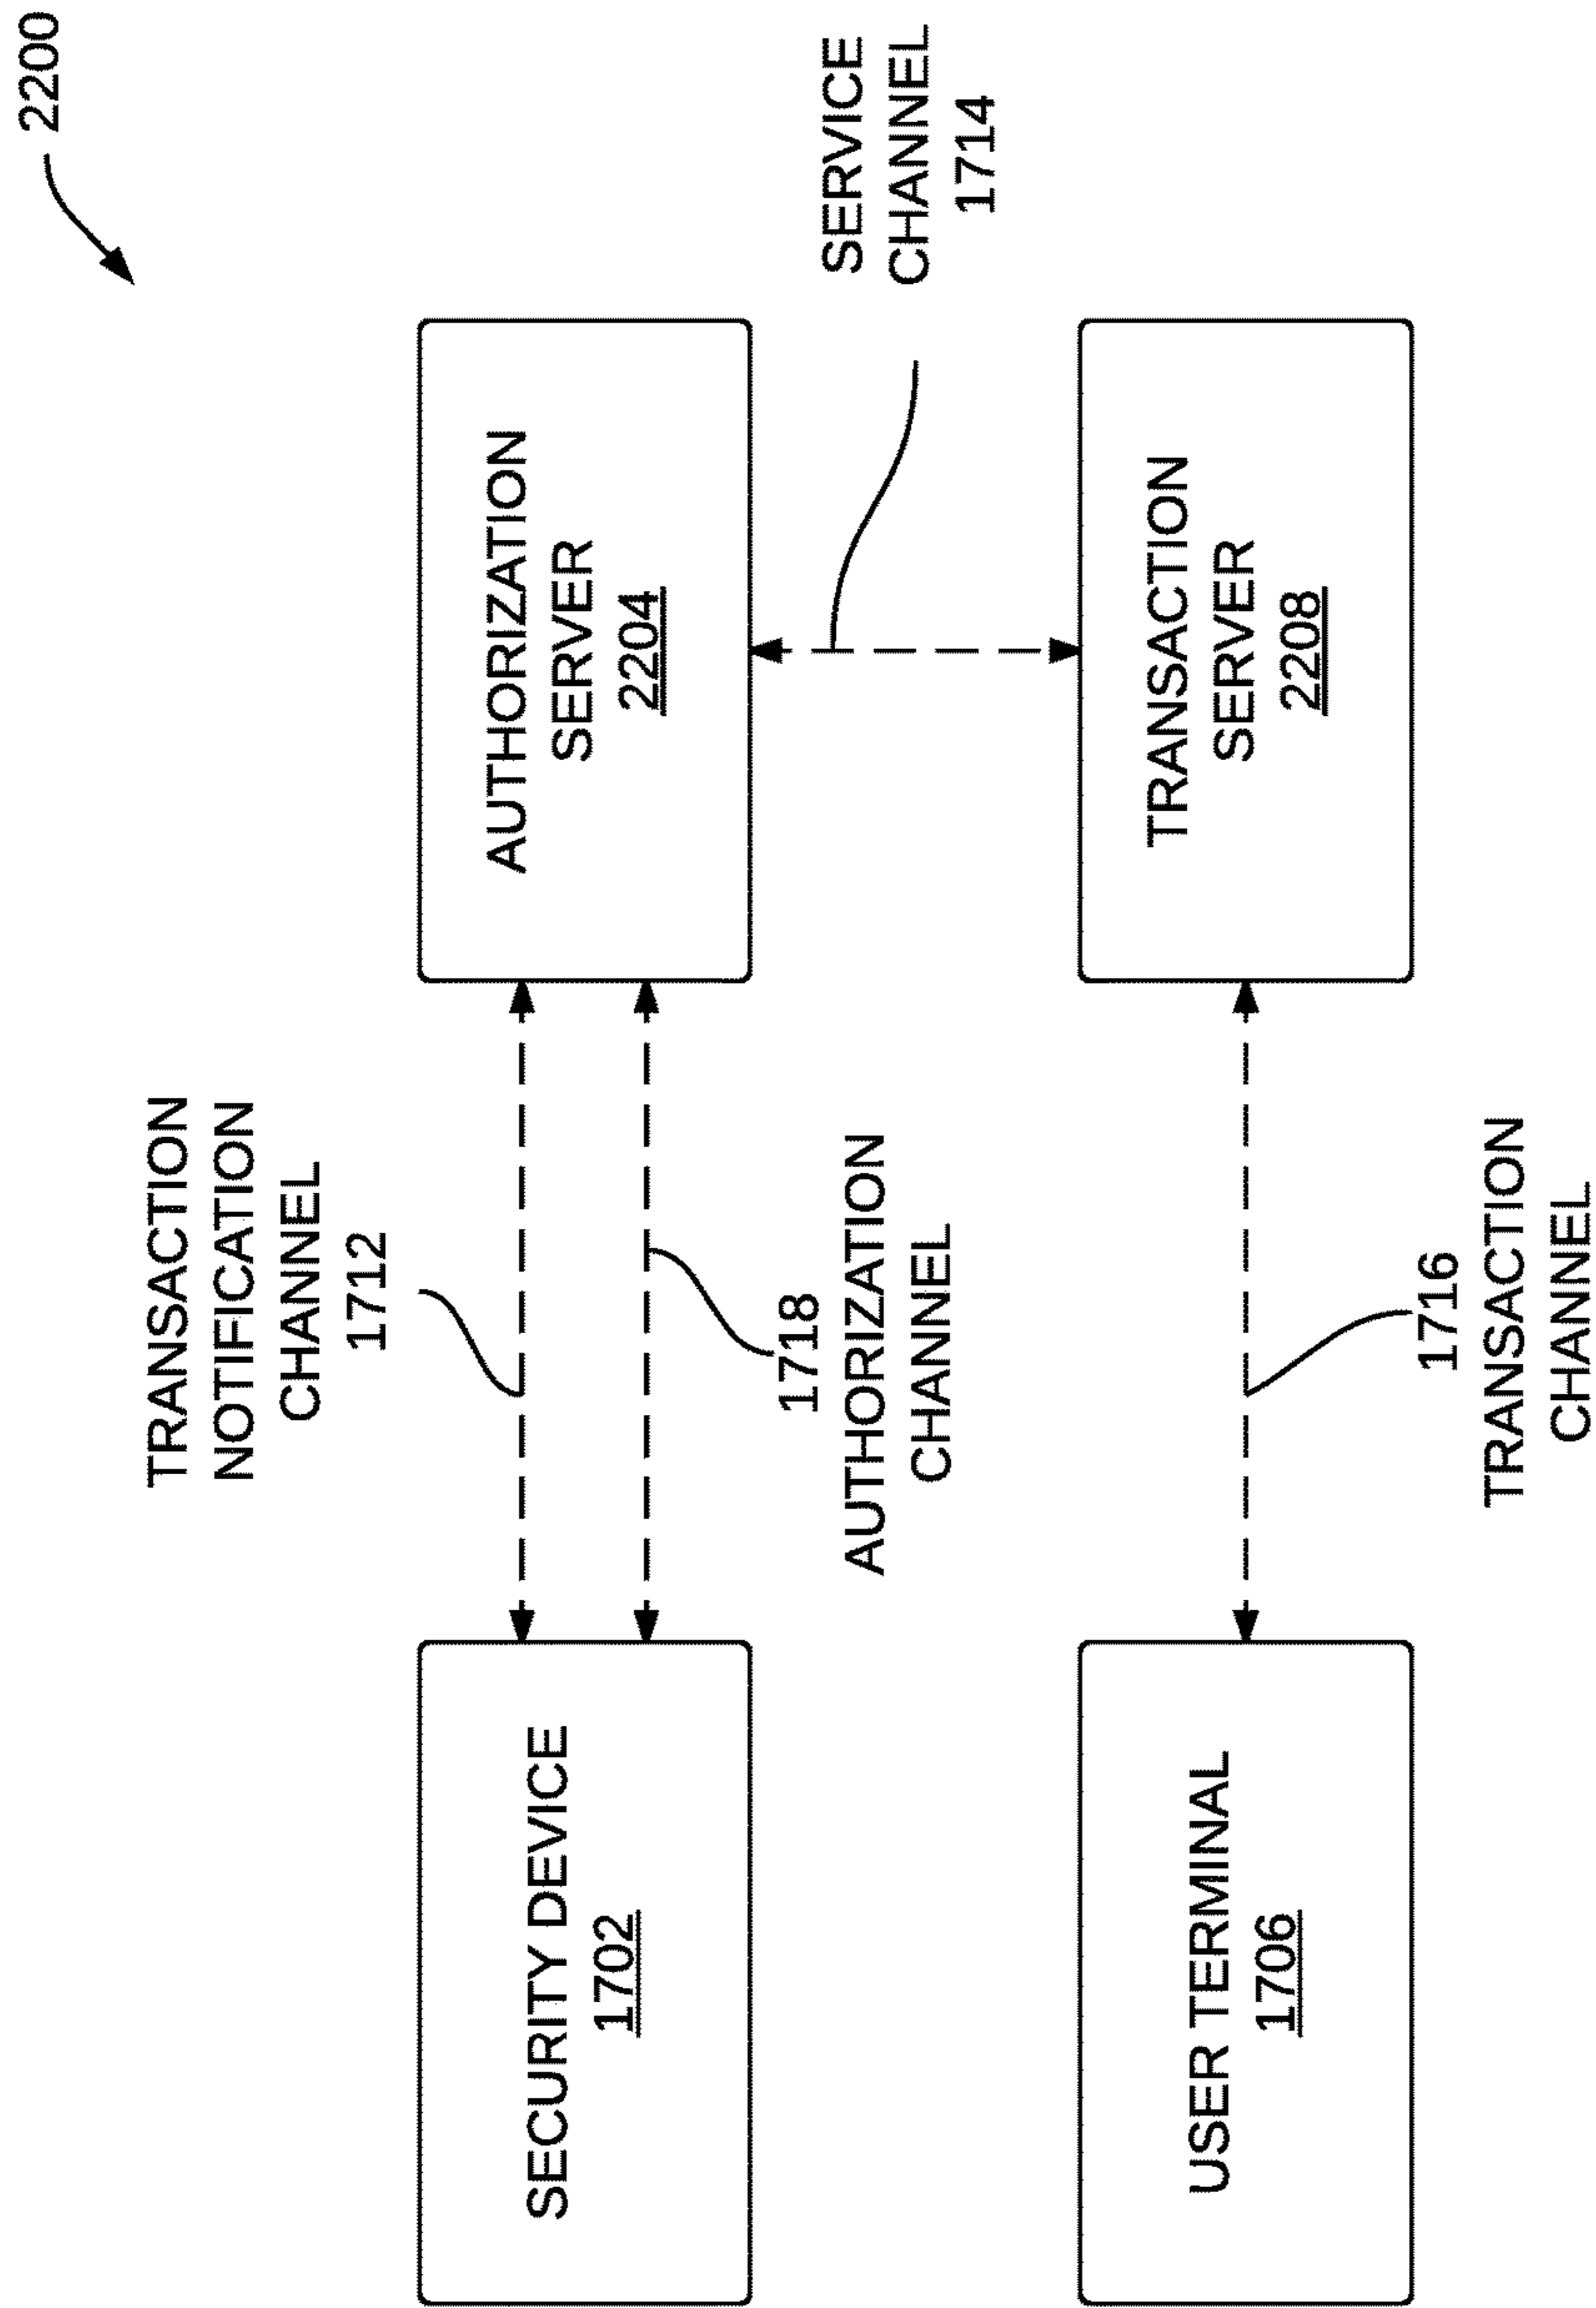 2200
TRANSACTION
NOTIFICATION
CHANNEL
1712
SECURITY DEVICE
1702
AUTHORIZATION
SERVER
2204
1718
AUTHORIZATION
CHANNEL
SERVICE
CHANNEL
1714
USER TERMINAL
1706
TRANSACTION
SERVER
2208
1716
TRANSACTION
CHANNEL